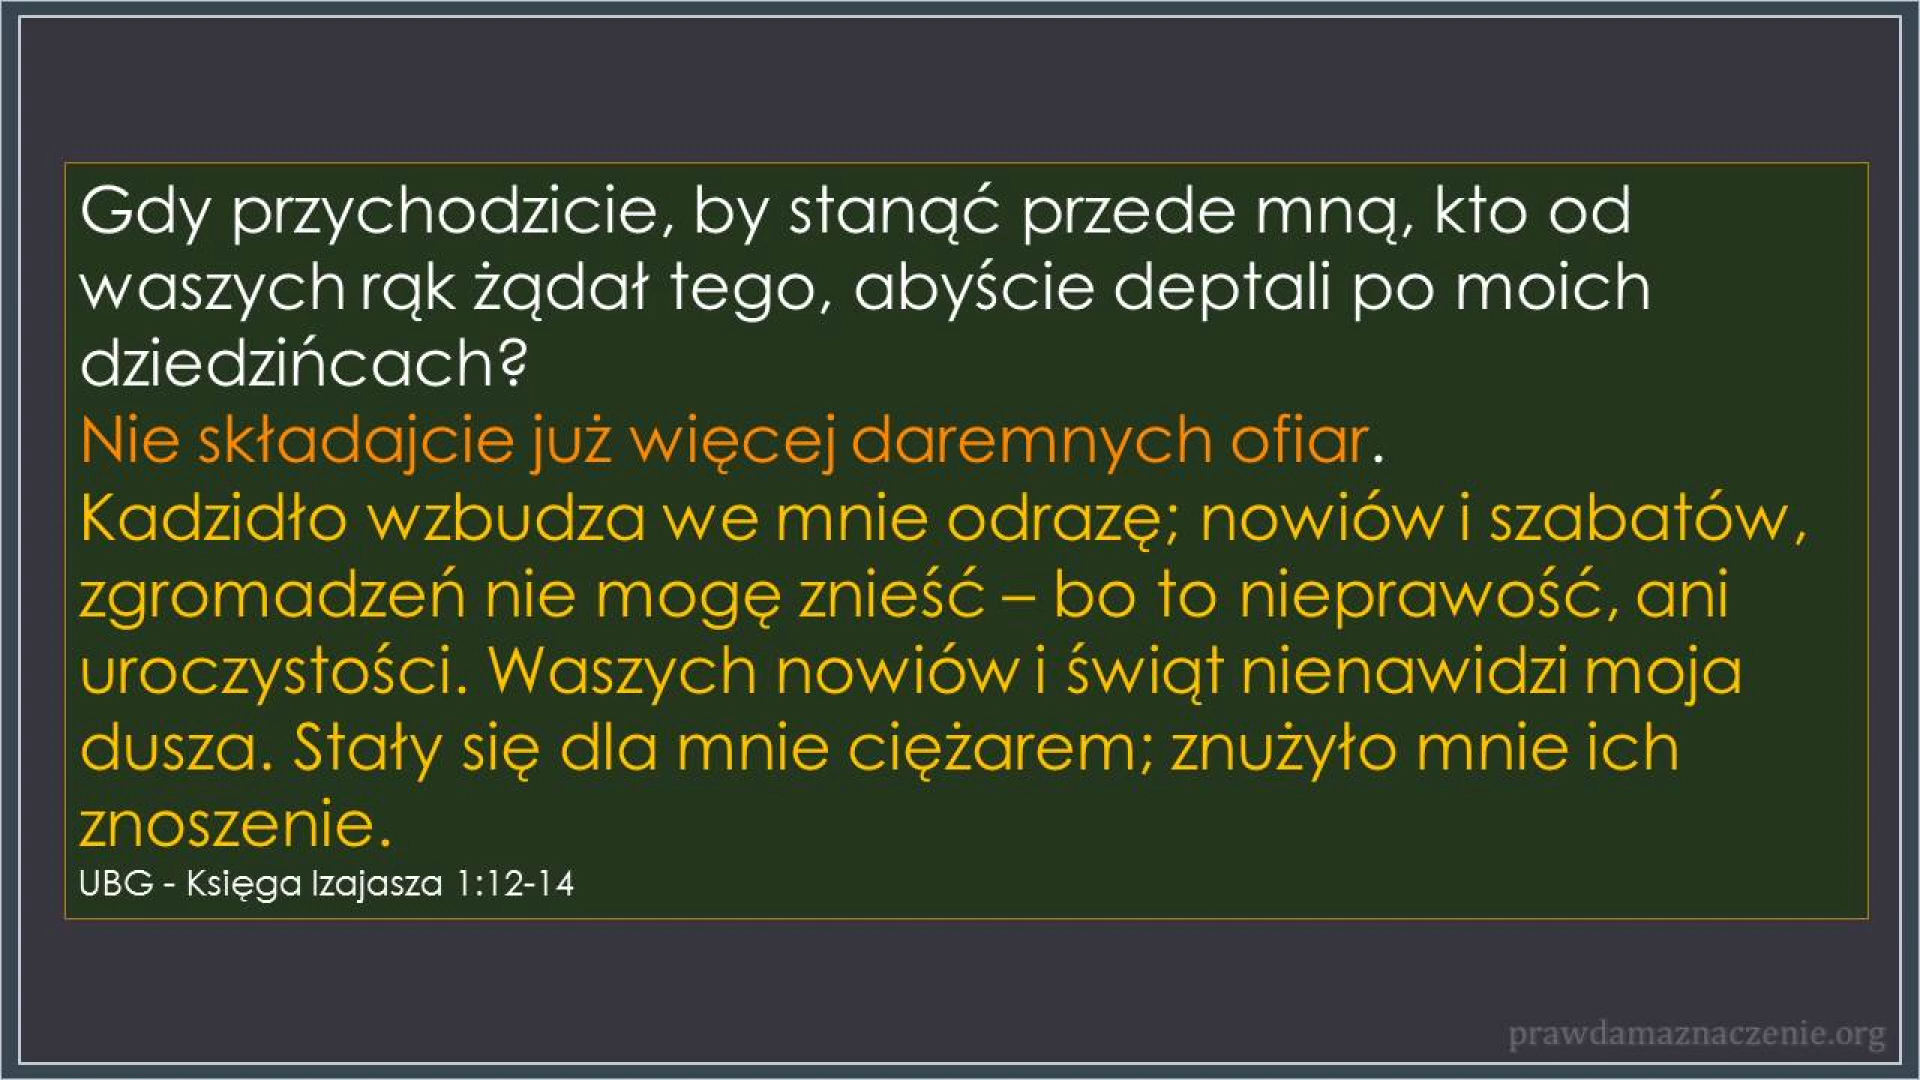 Gdy przychodzicie, by stanąć przede mną, kto od
waszych rąk żądał tego, abyście deptali po moich
dziedzińcach?
Nie składajcie już więcej daremnych ofiar.
Kadzidło wzbudza we mnie odrazę; nowiów i szabatów,
zgromadzeń nie mogę znieść – bo to nieprawość, ani
uroczystości. Waszych nowiów i świąt nienawidzi moja
dusza. Stały się dla mnie ciężarem; znużyło mnie ich
znoszenie.
UBG - Księga Izajasza 1:12-14
prawdamaznaczenie.org